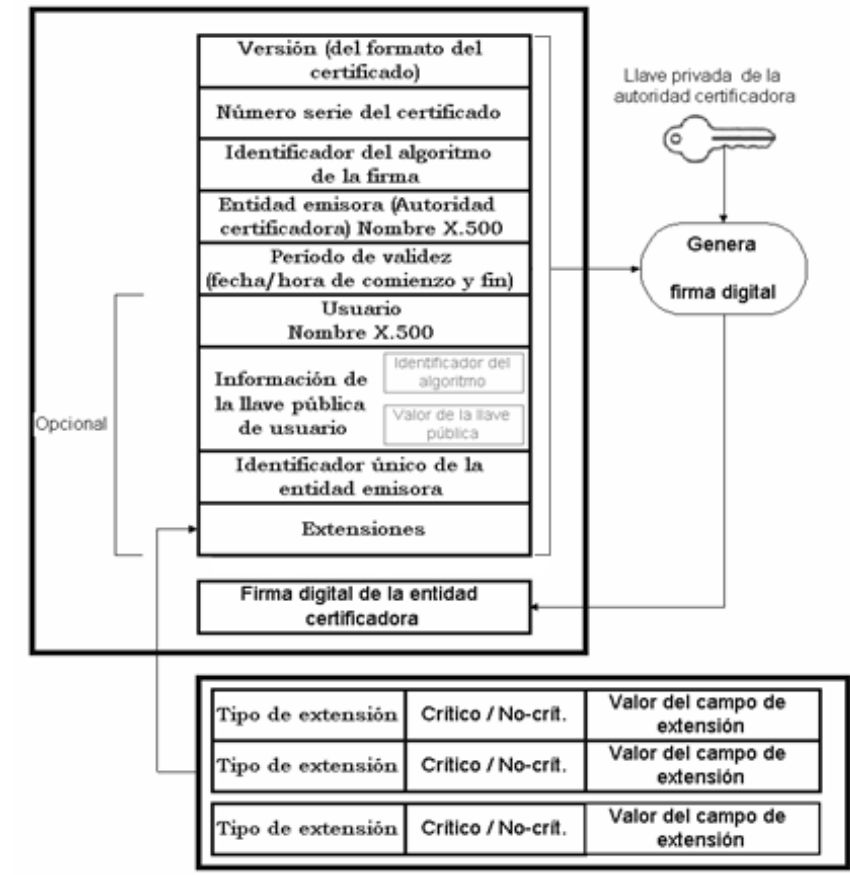 Versión (del formato del
certificado)
Número serie del certificado
Identificador del algoritmo
de la firma
Entidad emisora (Autoridad
certificadora) Nombre X.500
Período de validez
(fecha/hora de comienzo y fin)
Usuario
Nombre X.500
Información de
la llave pública
de usuario
Identificador del
algoritmo
Valor de la llave
pública
Identificador único de la
entidad emisora
Extensiones
Opcional
Firma digital de la entidad
certificadora
Llave privada de la
autoridad certificadora
Genera
firma digital
Tipo de extensión
Crítico / No-crít.
Valor del campo de
extensión
Tipo de extensión
Crítico / No-crít.
Valor del campo de
extensión
Tipo de extensión
Crítico / No-crít.
Valor del campo de
extensión